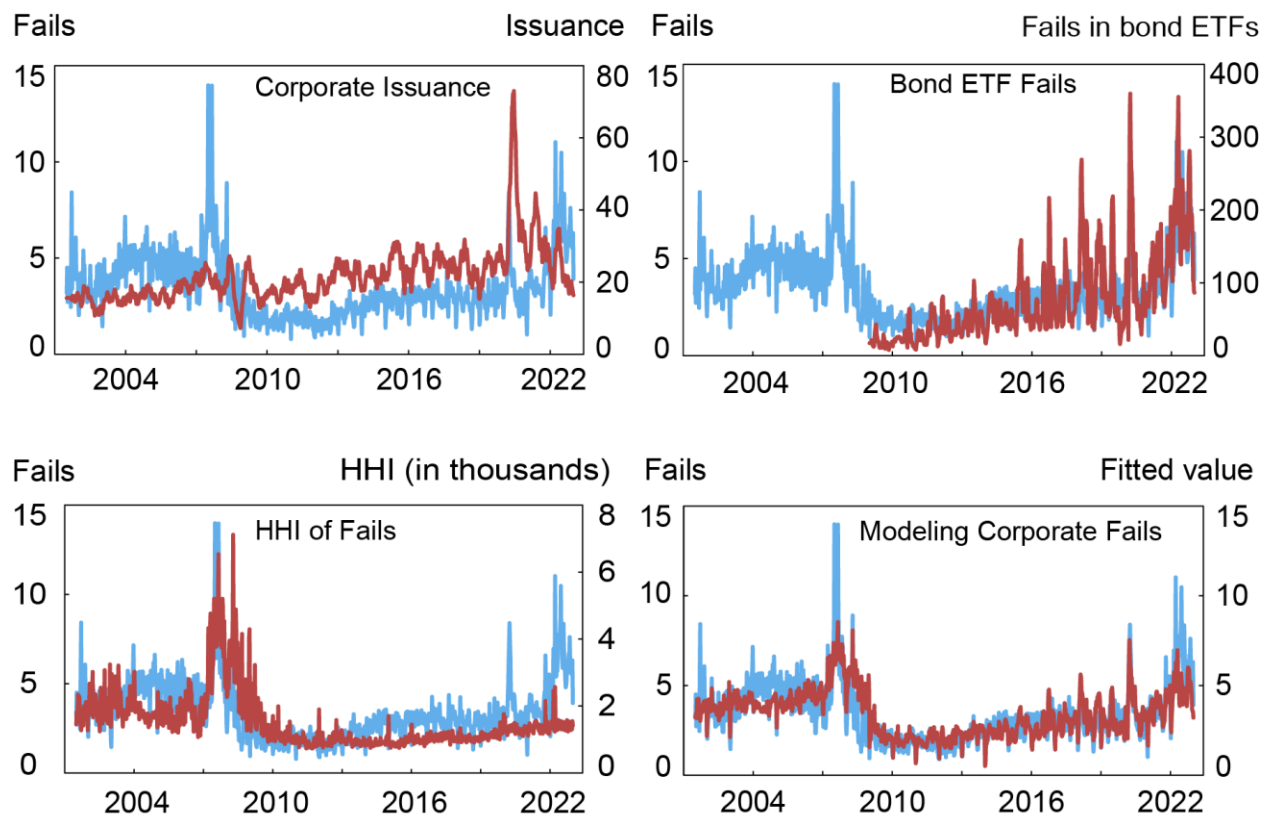 Fails Issuance
Corporate Issuance
15 80
10 60
40
5 20
0 0
2004 2010 2016 2022
Fails Fails in bond ETFs
Bond ETF Fails
15 400
10 300
200
5 100
0 0
2004 2010 2016 2022
Fails HHI (in thousands)
HHI of Fails
15 8
10 6
4
5 2
0 0
2004 2010 2016 2022
Fails Fitted value
Modeling Corporate Fails
15 15
10 10
5 5
0 0
2004 2010 2016 2022